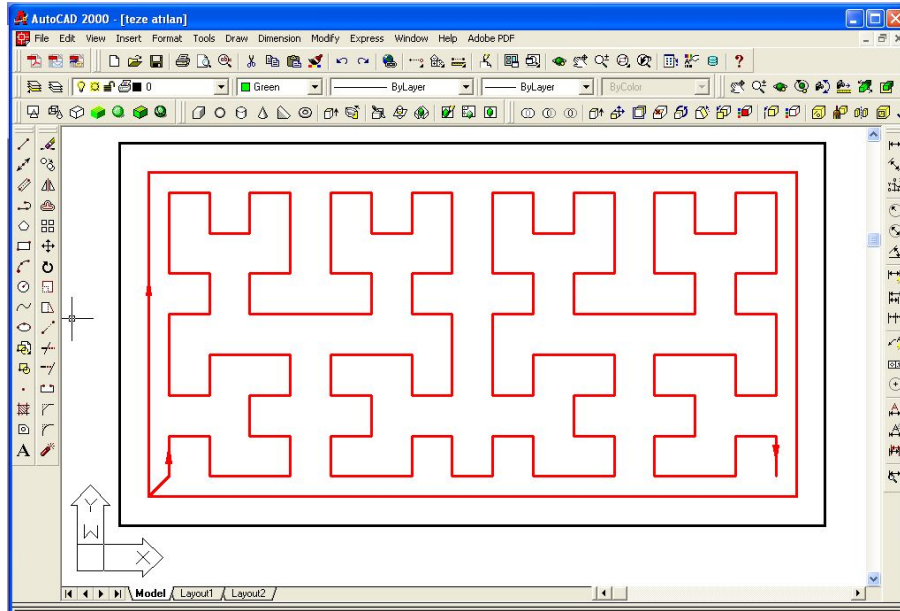 AutoCAD 2000 - [teze atılan]
File Edit View Insert Format Tools Draw Dimension Modify Express Window Help Adobe PDF
0 Green ByLayer ByLayer ByColor
A
Y
W
X
Model Layout1 Layout2